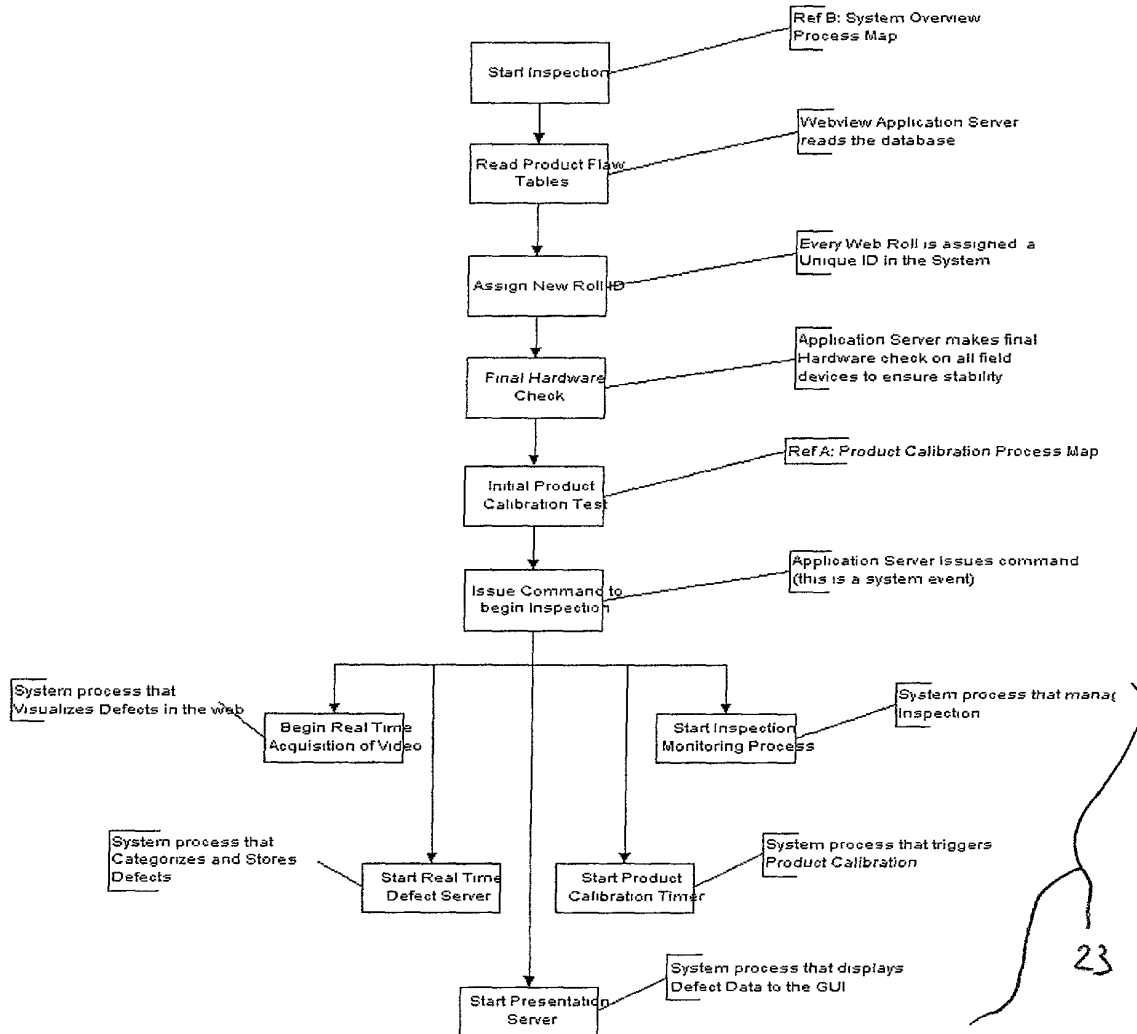 Ref B: System Overview
Process Map
Start Inspection
Webview Application Server
reads the database
Read Product Flaw
Tables
Every Web Roll is assigned a
Unique ID in the System
Assign New Roll ID
Application Server makes final
Hardware check on all field
devices to ensure stability
Final Hardware
Check
Ref A: Product Calibration Process Map
Initial Product
Calibration Test
Application Server issues command
(this is a system event)
Issue Command to
begin Inspection
System process that
Visualizes Defects in the web
Begin Real Time
Acquisition of Video
Start Inspection
Monitoring Process
System process that manag
Inspection
System process that
Categorizes and Stores
Defects
Start Real Time
Defect Server
Start Product
Calibration Timer
System process that triggers
Product Calibration
23
System process that displays
Defect Data to the GUI
Start Presentation
Server